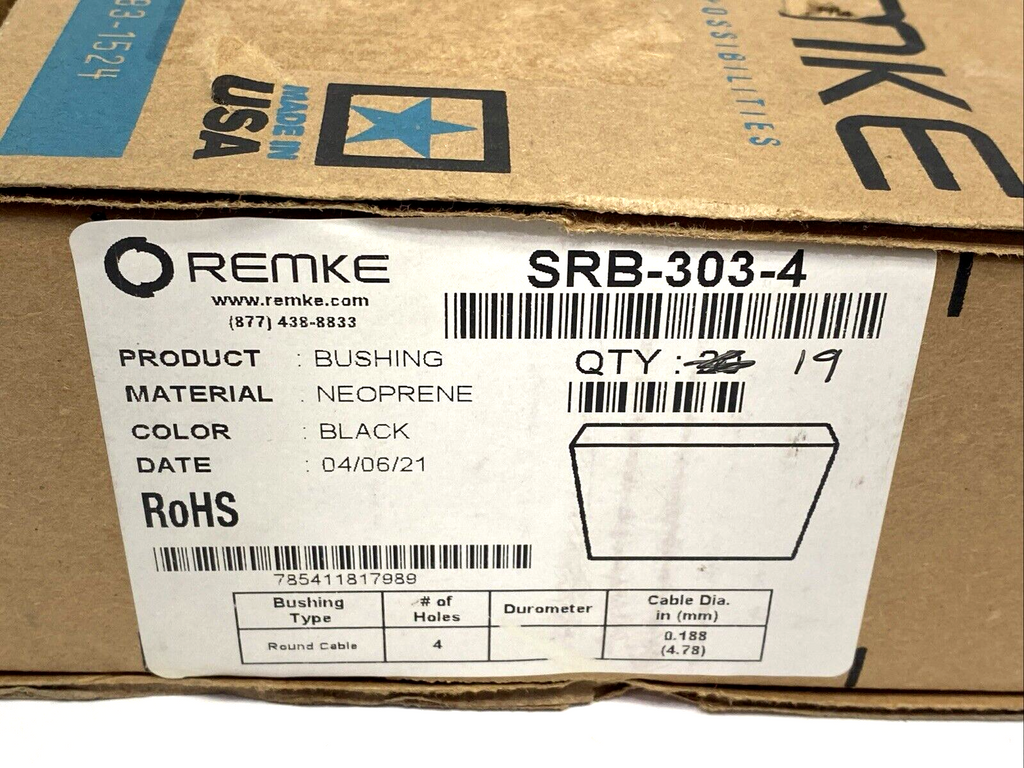 93-1524
MADE IN
USA
OSSIBILITIES
MKE
REMKE
www.remke.com
(877) 438-8833
SRB-303-4
PRODUCT : BUSHING
QTY : 19
MATERIAL : NEOPRENE
COLOR : BLACK
DATE : 04/06/21
RoHS
785411817989
Bushing Type
# of Holes
Durometer
Cable Dia. in (mm)
Round Cable
4
0.188
(4.78)